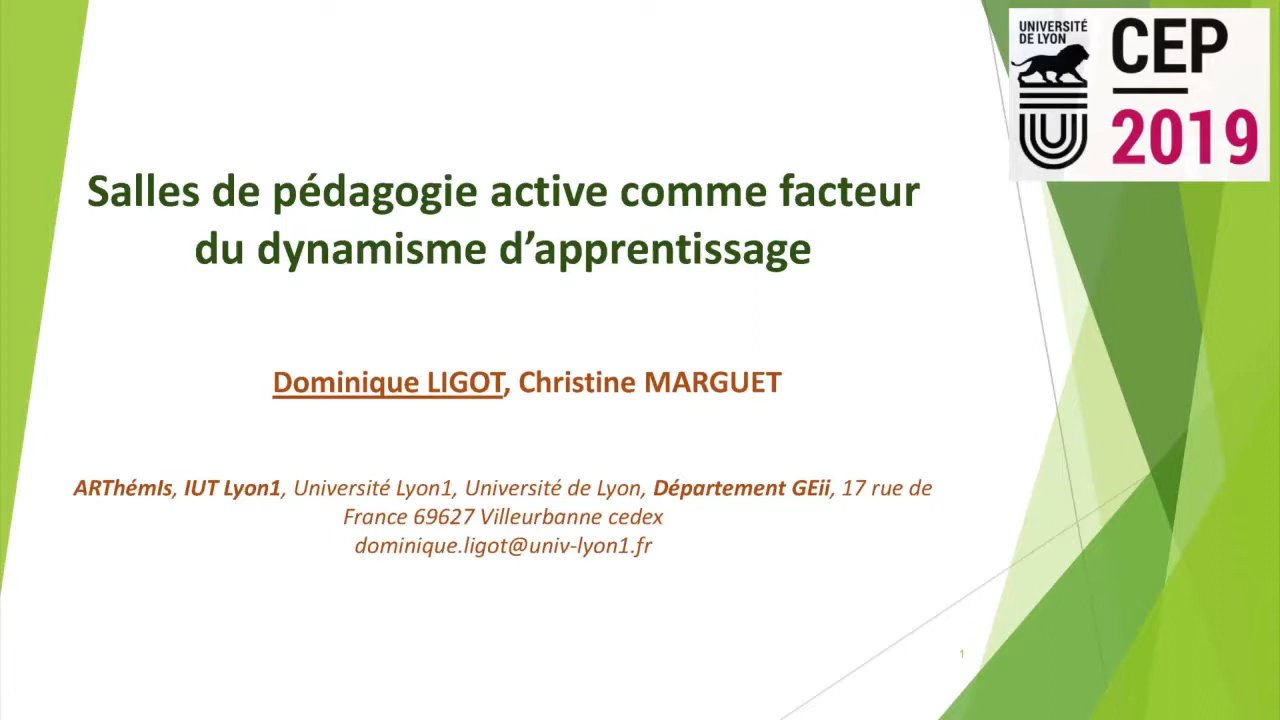 UNIVERSITÉ
DE LYON
CEP
2019
Salles de pédagogie active comme facteur
du dynamisme d’apprentissage
Dominique LIGOT, Christine MARGUET
ARThémIs, IUT Lyon1, Université Lyon1, Université de Lyon, Département GEii, 17 rue de
France 69627 Villeurbanne cedex
dominique.ligot@univ-lyon1.fr
1